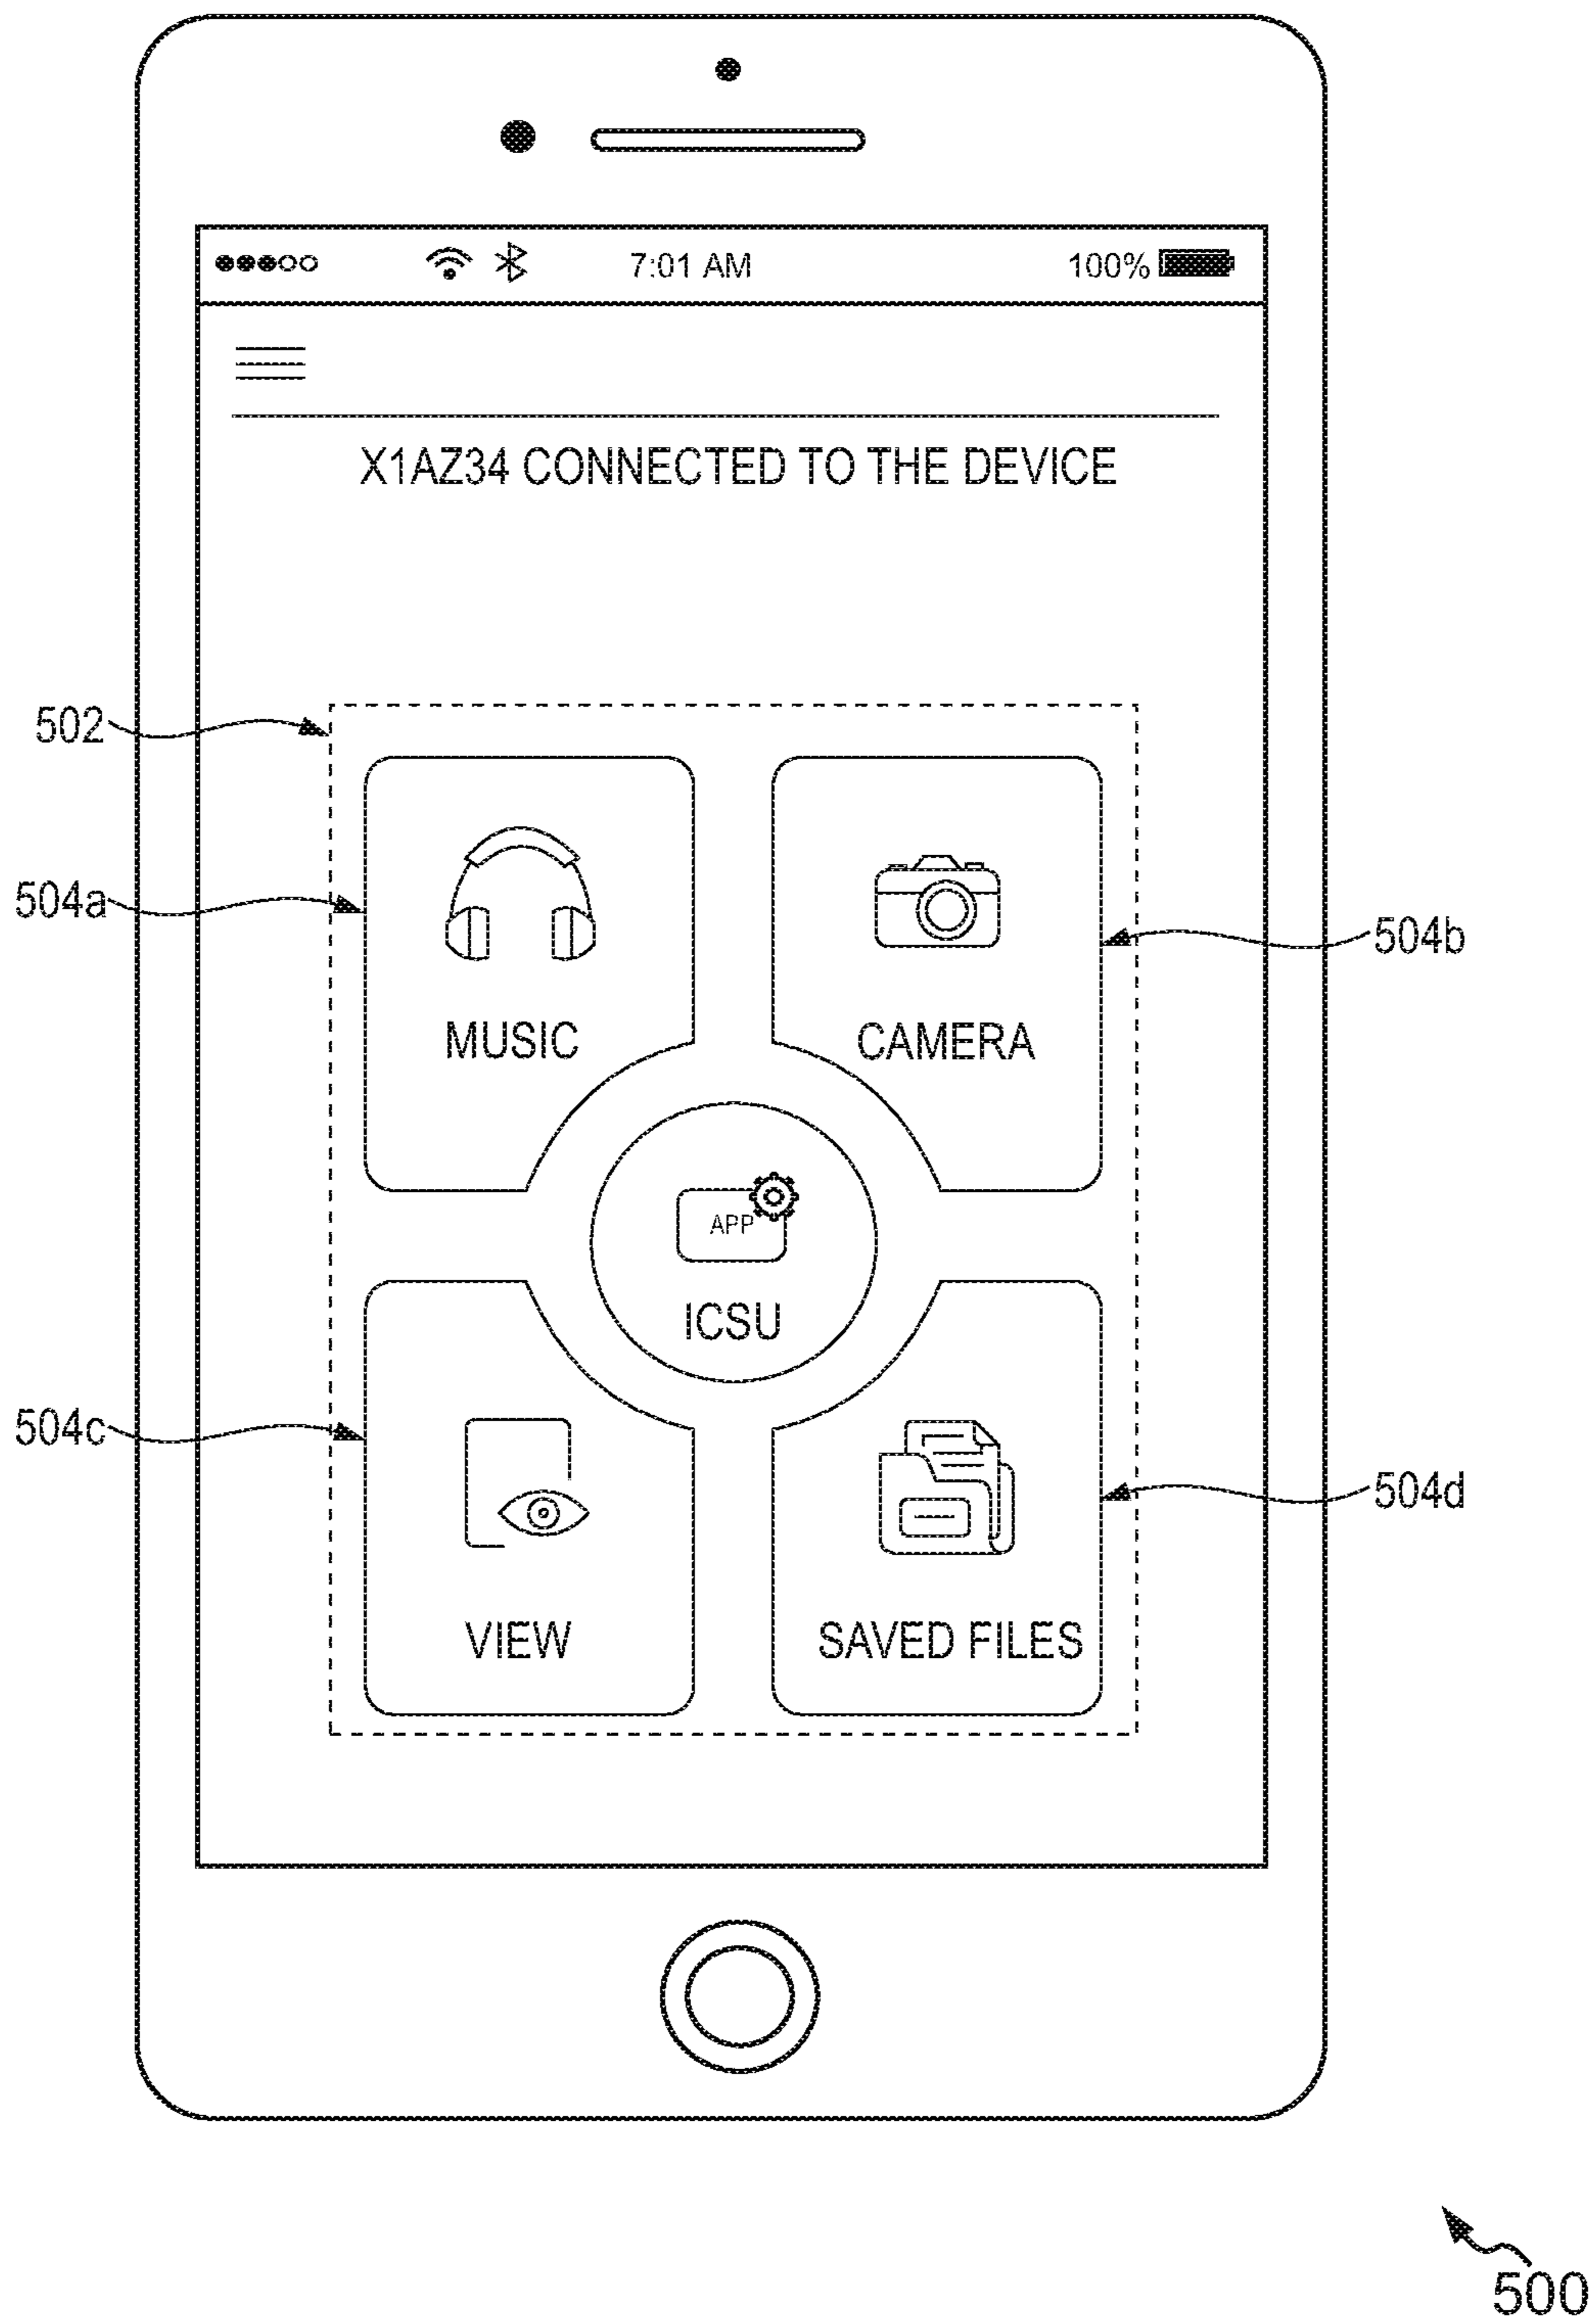 7:01 AM 100%
X1AZ34 CONNECTED TO THE DEVICE
502
504a
504b
MUSIC
CAMERA
APP
ICSU
504c
504d
VIEW
SAVED FILES
500